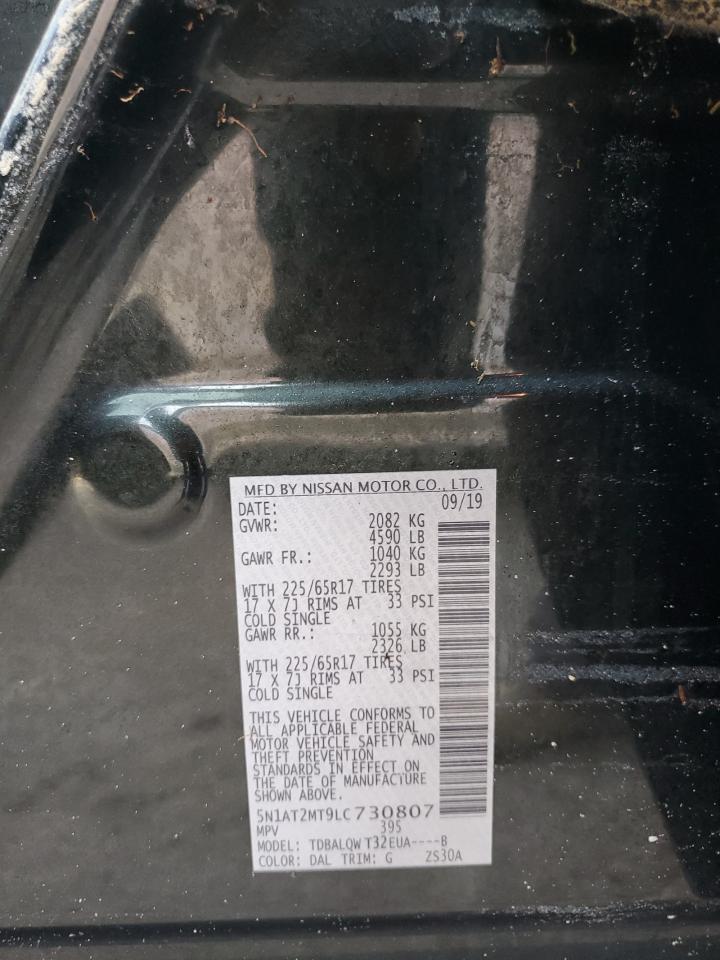 MFD BY NISSAN MOTOR CO., LTD.
DATE: 09/19
GVWR: 2082 KG
4590 LB
GAWR FR.: 1040 KG
2293 LB
WITH 225/65R17 TIRES
17 X 7J RIMS AT 33 PSI
COLD SINGLE
GAWR RR.: 1055 KG
2326 LB
WITH 225/65R17 TIRES
17 X 7J RIMS AT 33 PSI
COLD SINGLE
THIS VEHICLE CONFORMS TO
ALL APPLICABLE FEDERAL
MOTOR VEHICLE SAFETY AND
THEFT PREVENTION
STANDARDS IN EFFECT ON
THE DATE OF MANUFACTURE
SHOWN ABOVE.
5N1AT2MT9LC730807
MPV 395
MODEL: TDBALQW T32EUA----B
COLOR: DAL TRIM: G ZS30A